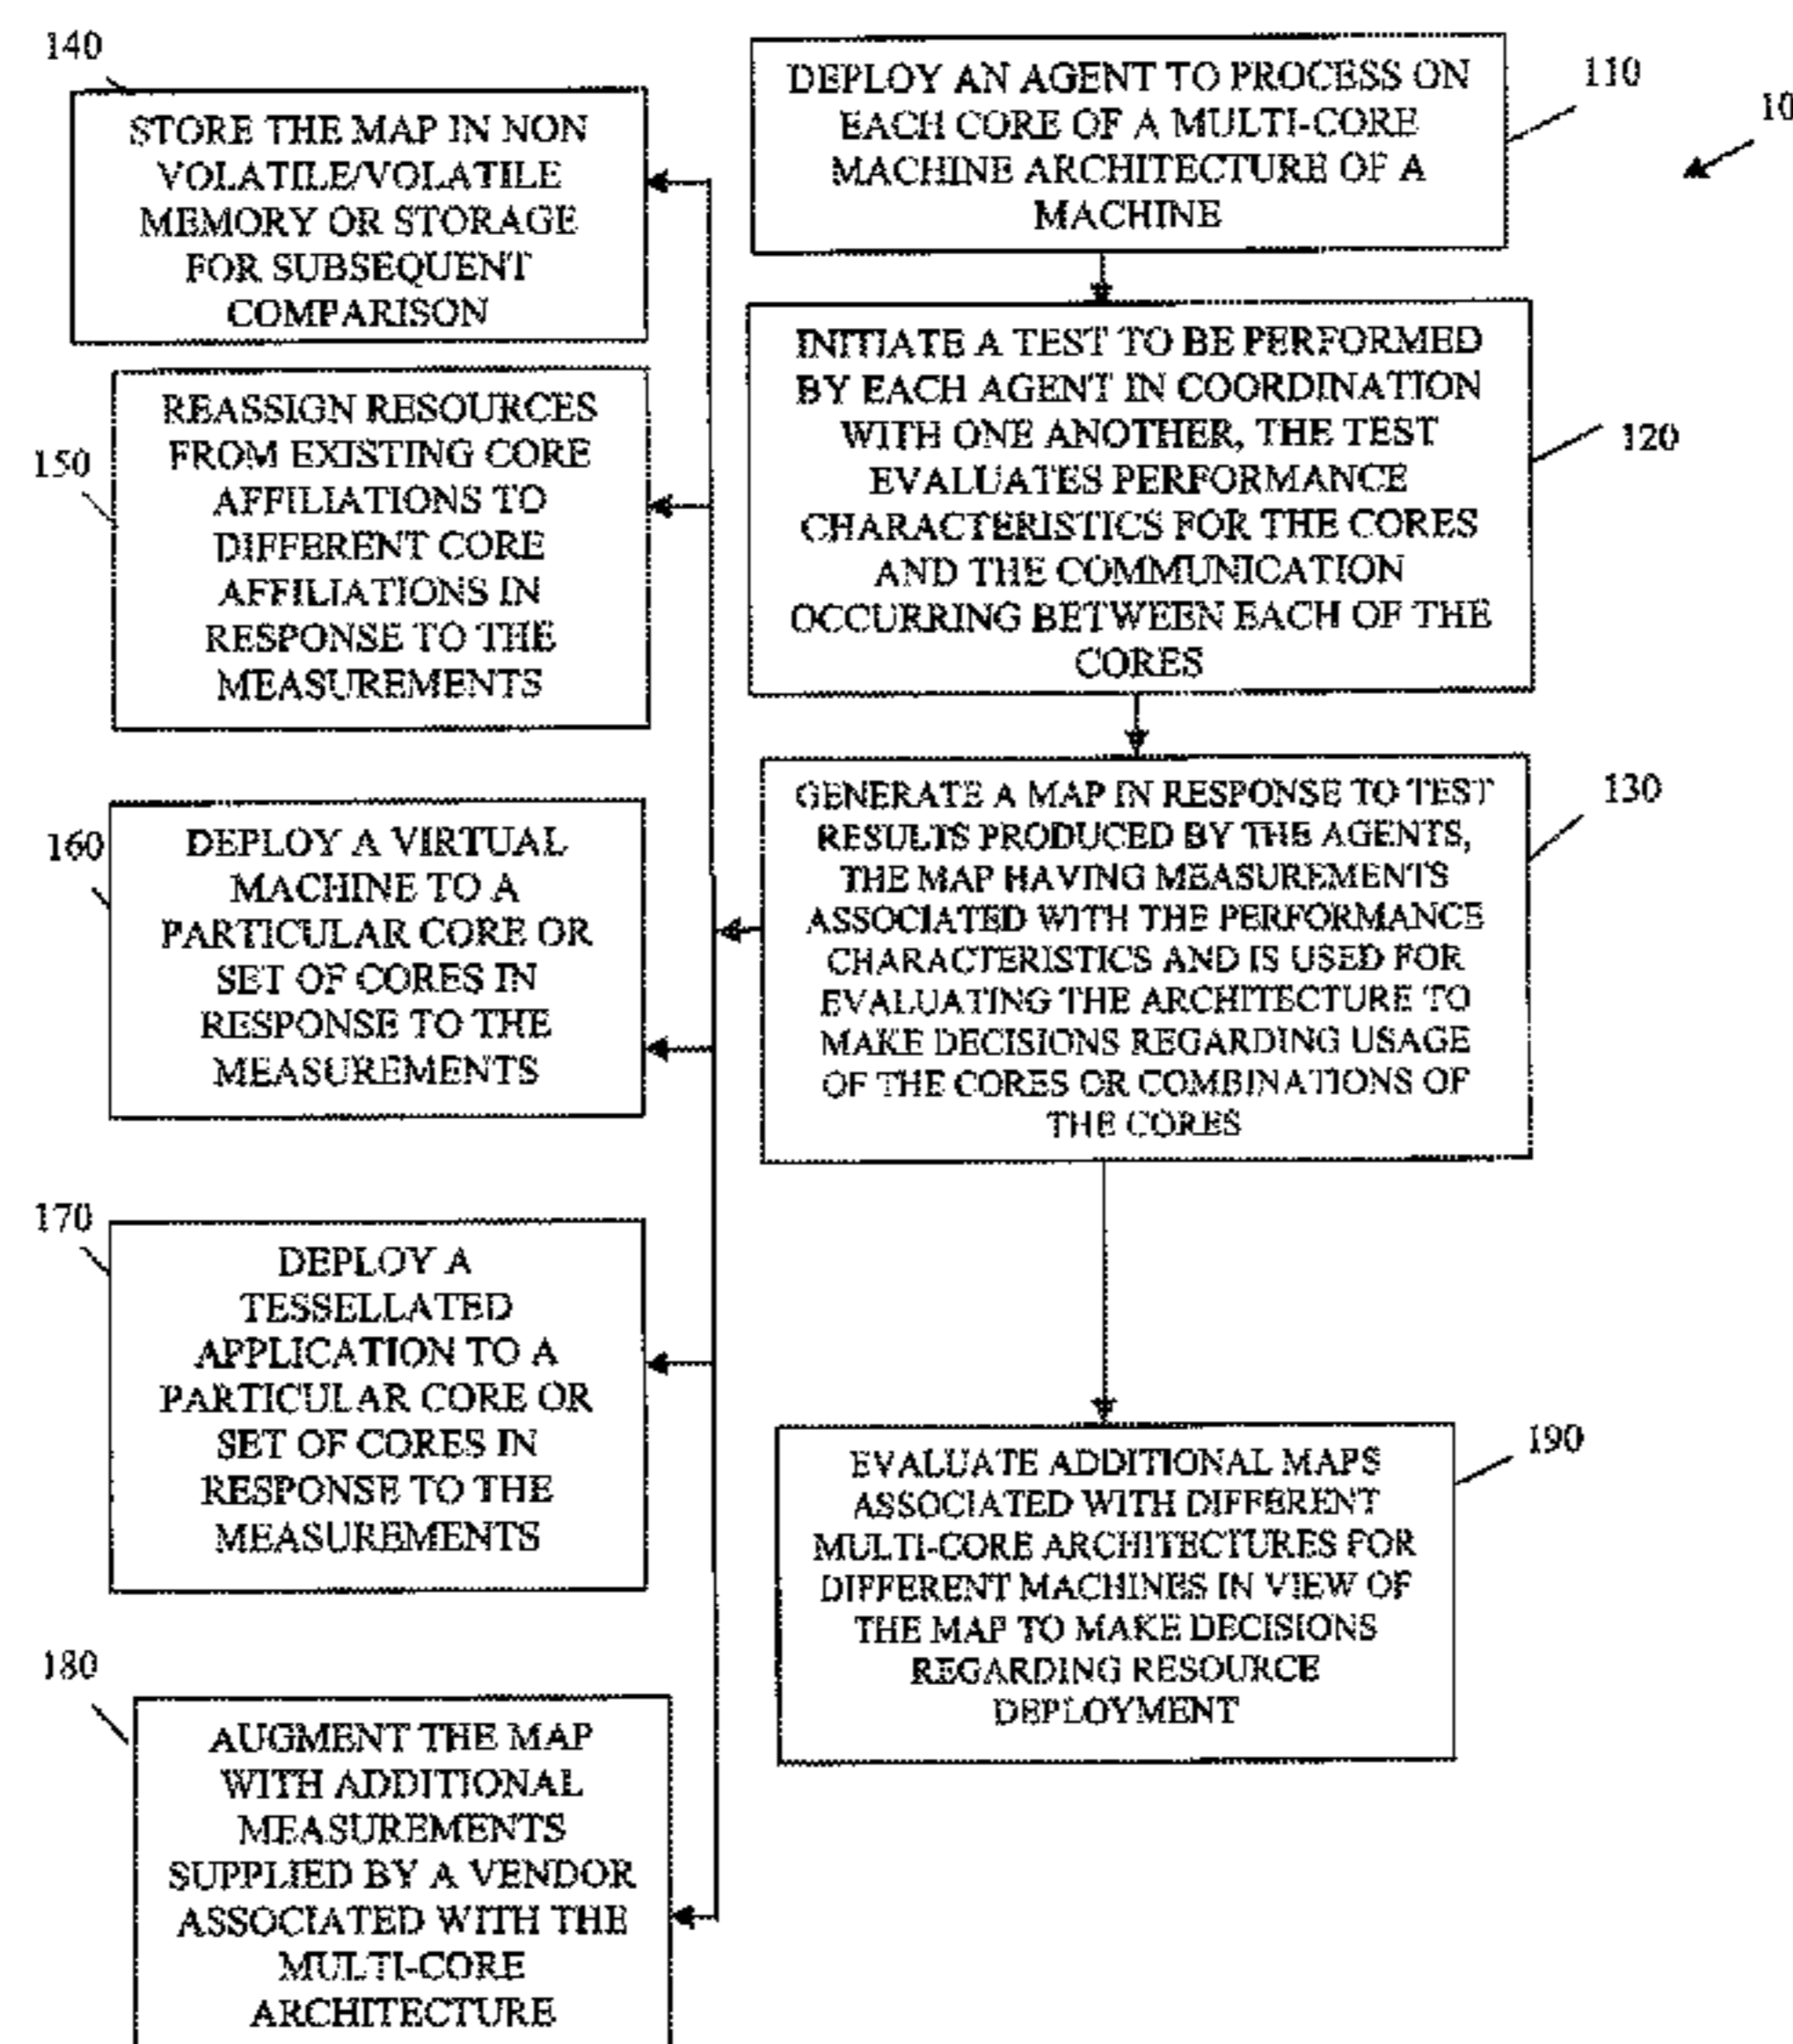 110
DEPLOY AN AGENT TO PROCESS ON
EACH CORE OF A MULTI-CORE
MACHINE ARCHITECTURE OF A
MACHINE
10
120
INITIATE A TEST TO BE PERFORMED
BY EACH AGENT IN COORDINATION
WITH ONE ANOTHER, THE TEST
EVALUATES PERFORMANCE
CHARACTERISTICS FOR THE CORES
AND THE COMMUNICATION
OCCURRING BETWEEN EACH OF THE
CORES
130
GENERATE A MAP IN RESPONSE TO TEST
RESULTS PRODUCED BY THE AGENTS,
THE MAP HAVING MEASUREMENTS
ASSOCIATED WITH THE PERFORMANCE
CHARACTERISTICS AND IS USED FOR
EVALUATING THE ARCHITECTURE TO
MAKE DECISIONS REGARDING USAGE
OF THE CORES OR COMBINATIONS OF
THE CORES
140
STORE THE MAP IN NON
VOLATILE/VOLATILE
MEMORY OR STORAGE
FOR SUBSEQUENT
COMPARISON
150
REASSIGN RESOURCES
FROM EXISTING CORE
AFFILIATIONS TO
DIFFERENT CORE
AFFILIATIONS IN
RESPONSE TO THE
MEASUREMENTS
160
DEPLOY A VIRTUAL
MACHINE TO A
PARTICULAR CORE OR
SET OF CORES IN
RESPONSE TO THE
MEASUREMENTS
170
DEPLOY A
TESSELLATED
APPLICATION TO A
PARTICULAR CORE OR
SET OF CORES IN
RESPONSE TO THE
MEASUREMENTS
180
AUGMENT THE MAP
WITH ADDITIONAL
MEASUREMENTS
SUPPLIED BY A VENDOR
ASSOCIATED WITH THE
MULTI-CORE
ARCHITECTURE
190
EVALUATE ADDITIONAL MAPS
ASSOCIATED WITH DIFFERENT
MULTI-CORE ARCHITECTURES FOR
DIFFERENT MACHINES IN VIEW OF
THE MAP TO MAKE DECISIONS
REGARDING RESOURCE
DEPLOYMENT